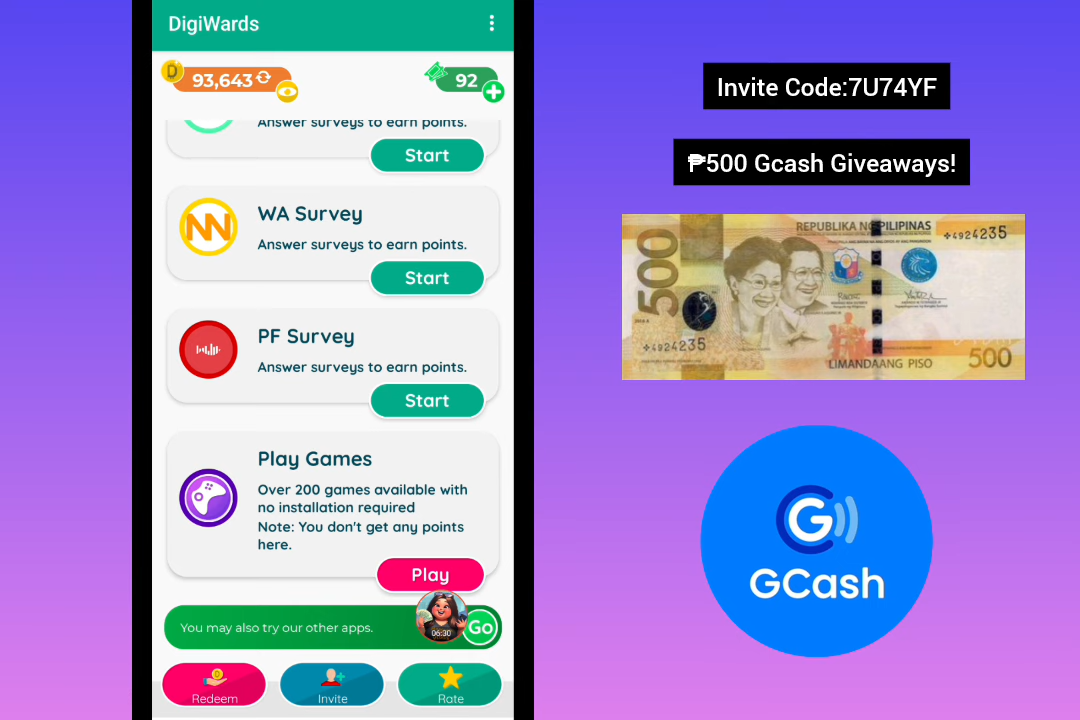 DigiWards
93,643
92
Answer surveys to earn points.
Start
WA Survey
Answer surveys to earn points.
Start
PF Survey
Answer surveys to earn points.
Start
Play Games
Over 200 games available with
no installation required
Note: You don't get any points
here.
Play
You may also try our other apps.
06:30
Go
Redeem
Invite
Rate
Invite Code:7U74YF
₱500 Gcash Giveaways!
REPUBLIKA NG PILIPINAS
500
4924235
4924235
LIMANDAANG PISO
500
G
GCash